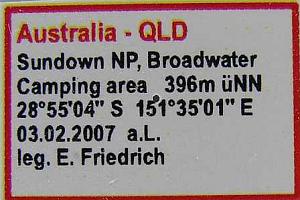 Australia - QLD
Sundown NP, Broadwater
Camping area 396m üNN
28°55'04" S 151°35'01" E
03.02.2007 a.L.
leg. E. Friedrich